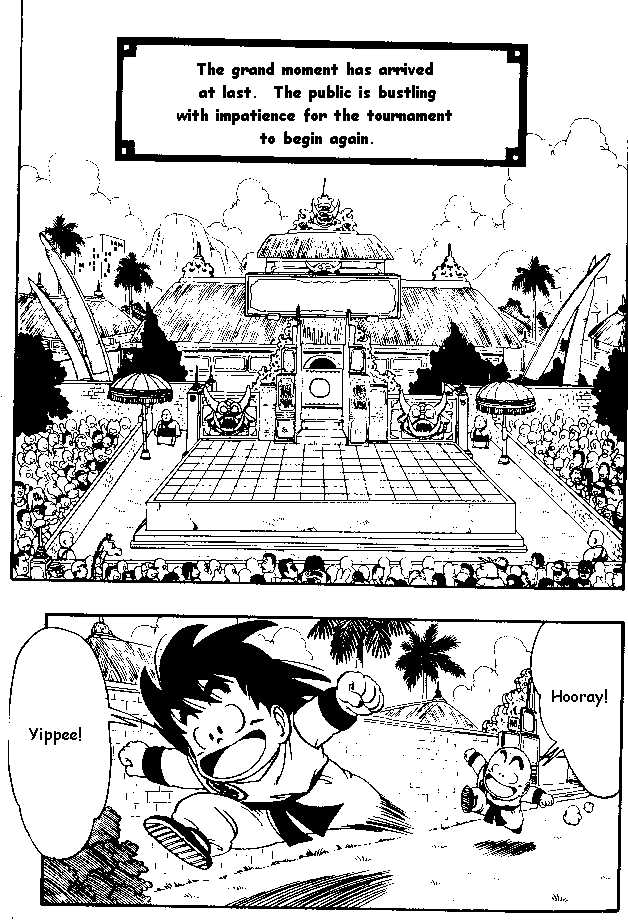 The grand moment has arrived
at last. The public is bustling
with impatience for the tournament
to begin again.
Yippee!
Hooray!